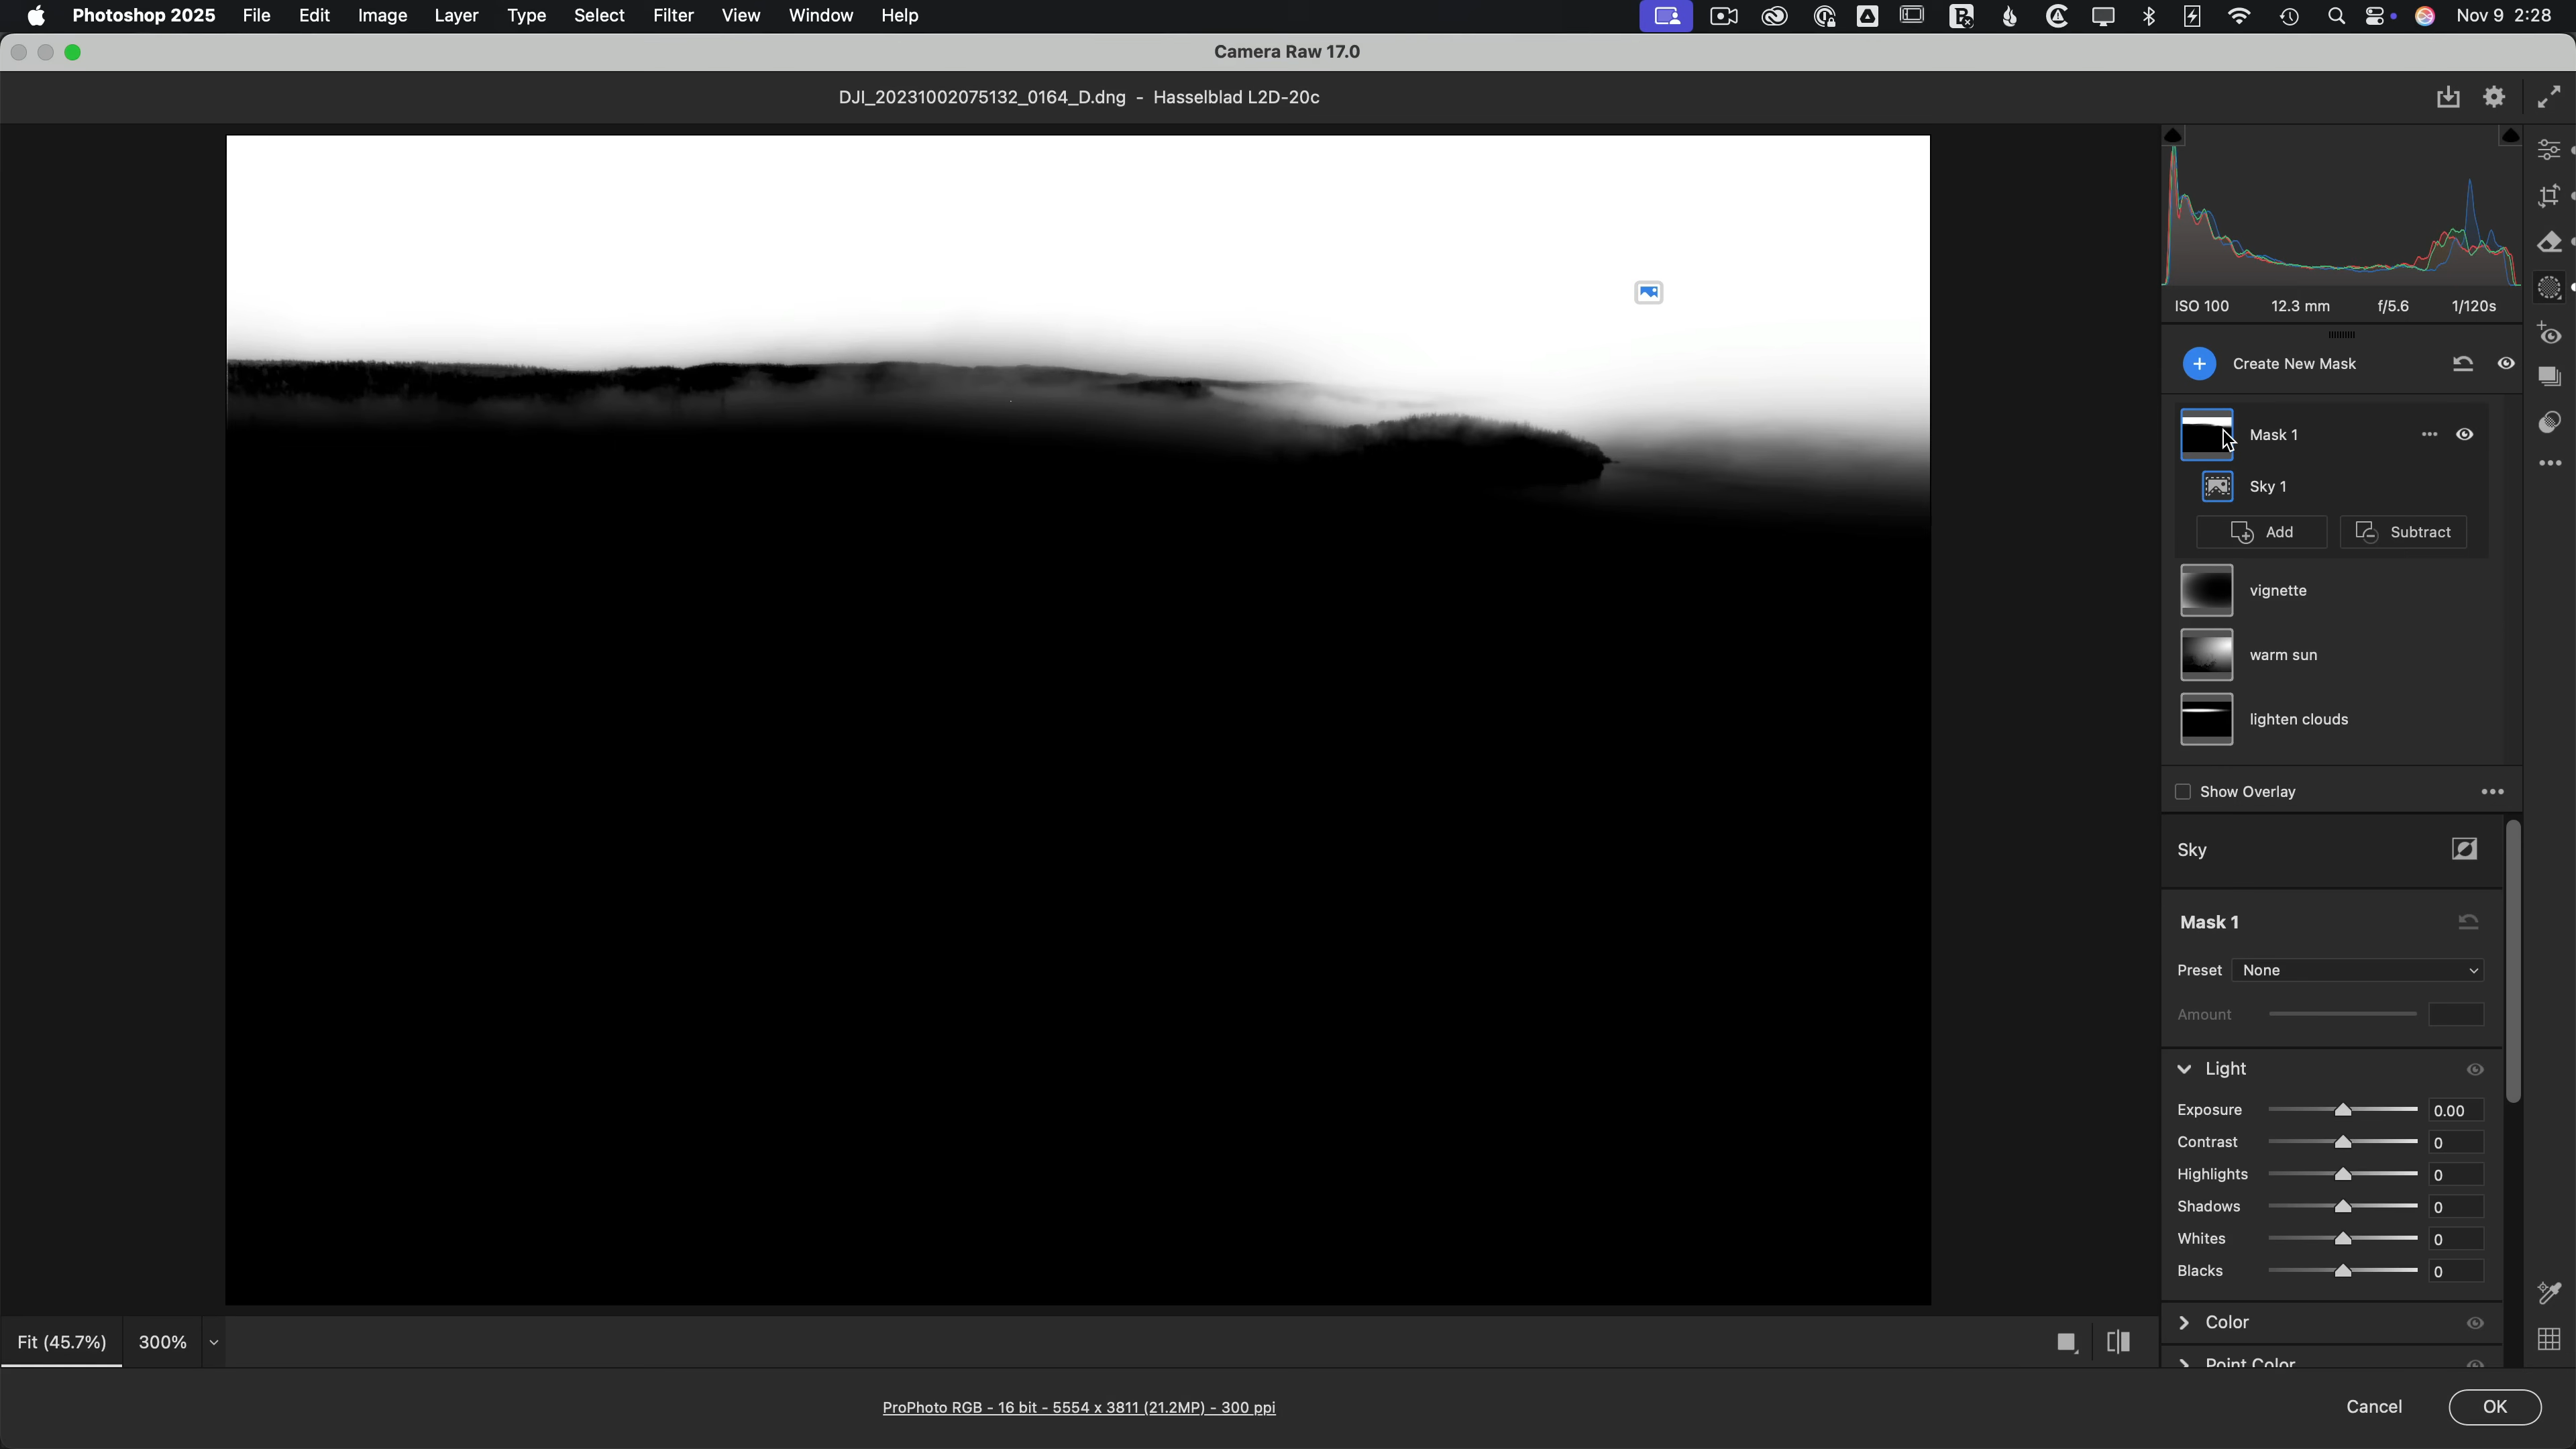 Photoshop 2025 File Edit Image Layer Type Select Filter View Window Help Nov 9 2:28
Camera Raw 17.0
DJI_20231002075132_0164_D.dng - Hasselblad L2D-20c
ISO 100 12.3 mm f/5.6 1/120s
Create New Mask
Mask 1
Sky 1
Add Subtract
vignette
warm sun
lighten clouds
Show Overlay
Sky
Mask 1
Preset None
Amount
Light
Exposure 0.00
Contrast 0
Highlights 0
Shadows 0
Whites 0
Blacks 0
Color
Point Color
Fit (45.7%) 300%
ProPhoto RGB - 16 bit - 5554 x 3811 (21.2MP) - 300 ppi
Cancel OK